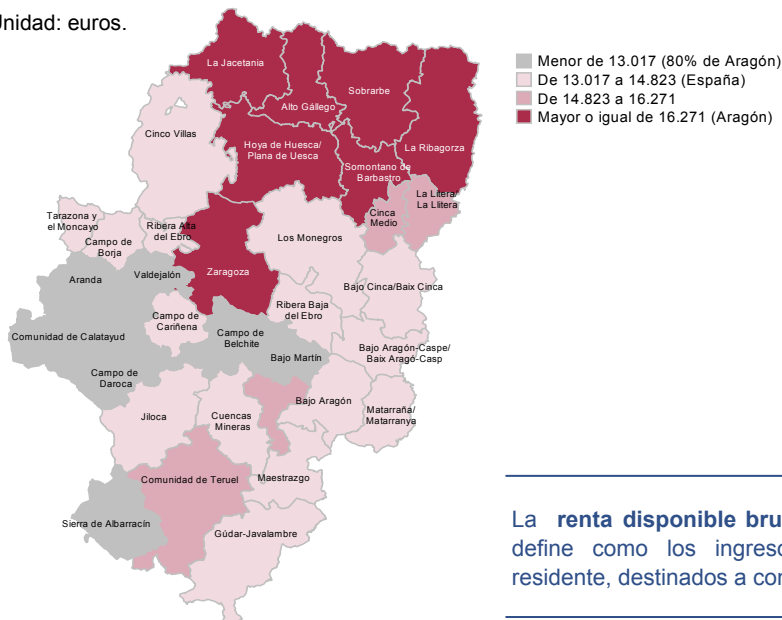 Unidad: euros.
Menor de 13.017 (80% de Aragón)
De 13.017 a 14.823 (España)
De 14.823 a 16.271
Mayor o igual de 16.271 (Aragón)
La Jacetania
Alto Gállego
Sobrarbe
La Ribagorza
Cinco Villas
Hoya de Huesca/
Plana de Uesca
Somontano de
Barbastro
La Litera/
La Llitera
Cinca
Medio
Tarazona y
el Moncayo
Campo de
Borja
Ribera Alta
del Ebro
Los Monegros
Aranda
Valdejalón
Zaragoza
Bajo Cinca/Baix Cinca
Ribera Baja
del Ebro
Campo de
Cariñena
Comunidad de Calatayud
Campo de
Belchite
Bajo Martín
Bajo Aragón-Caspe/
Baix Aragó-Casp
Campo de
Daroca
Jiloca
Cuencas
Mineras
Bajo Aragón
Matarraña/
Matarranya
Comunidad de Teruel
Maestrazgo
Sierra de Albarracín
Gúdar-Javalambre
La renta disponible bru
define como los ingreso
residente, destinados a con